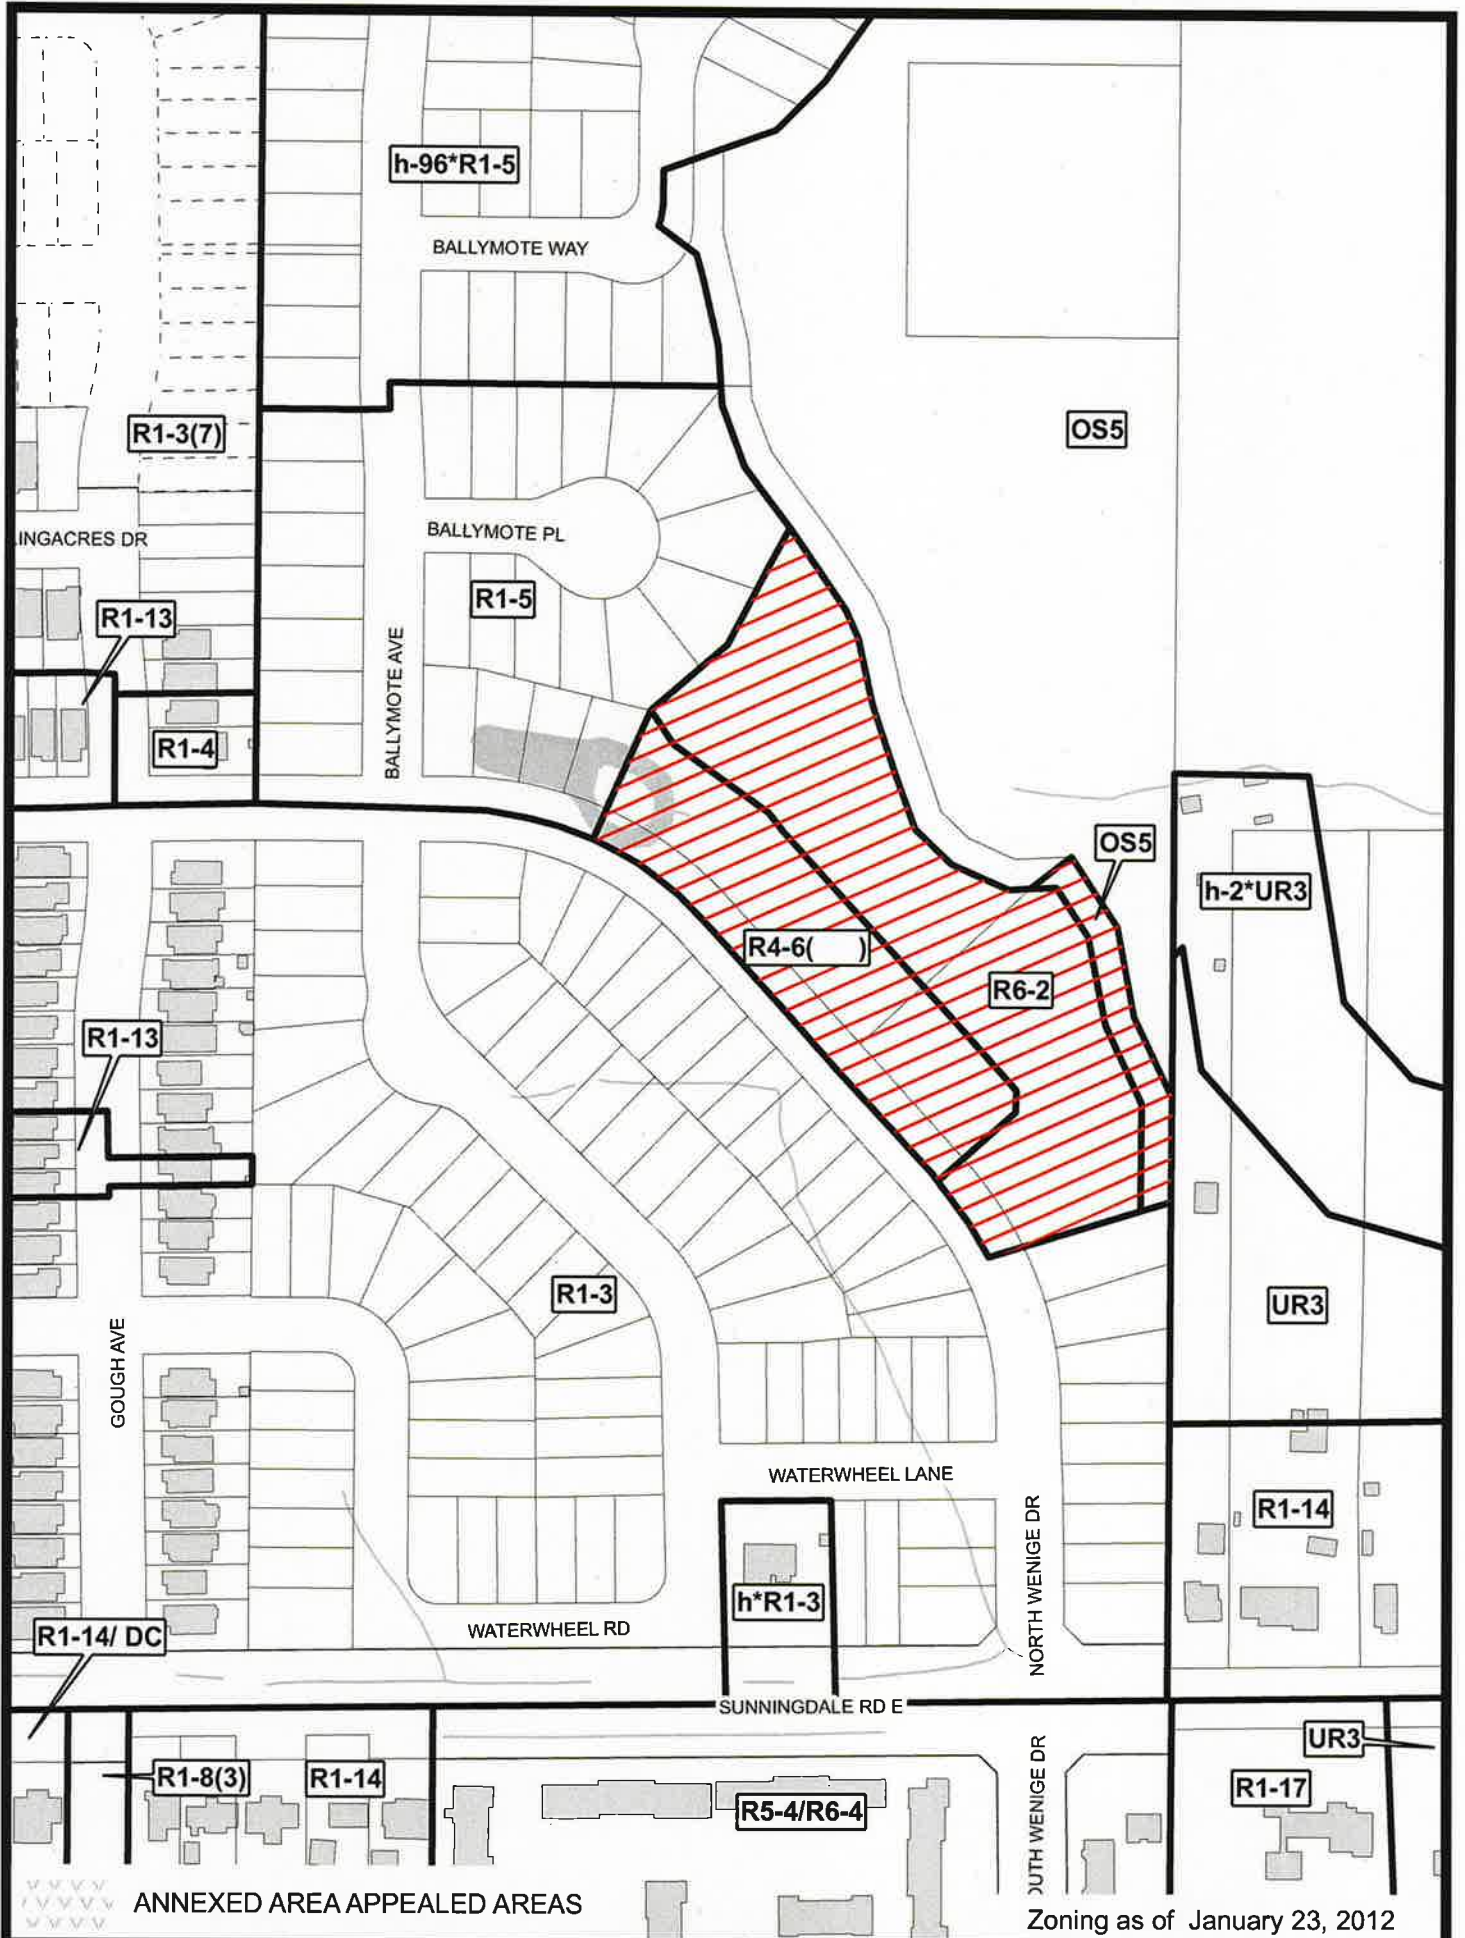 h-96*R1-5
BALLYMOTE WAY
R1-3(7)
OS5
BALLYMOTE PL
INGACRES DR
R1-5
R1-13
BALLYMOTE AVE
R1-4
OS5
h-2*UR3
R4-6(    )
R6-2
R1-13
R1-3
UR3
GOUGH AVE
WATERWHEEL LANE
R1-14
NORTH WENIGE DR
h*R1-3
WATERWHEEL RD
R1-14/ DC
SUNNINGDALE RD E
UR3
R1-8(3)
R1-14
R1-17
R5-4/R6-4
OUTH WENIGE DR
ANNEXED AREA APPEALED AREAS
Zoning as of January 23, 2012